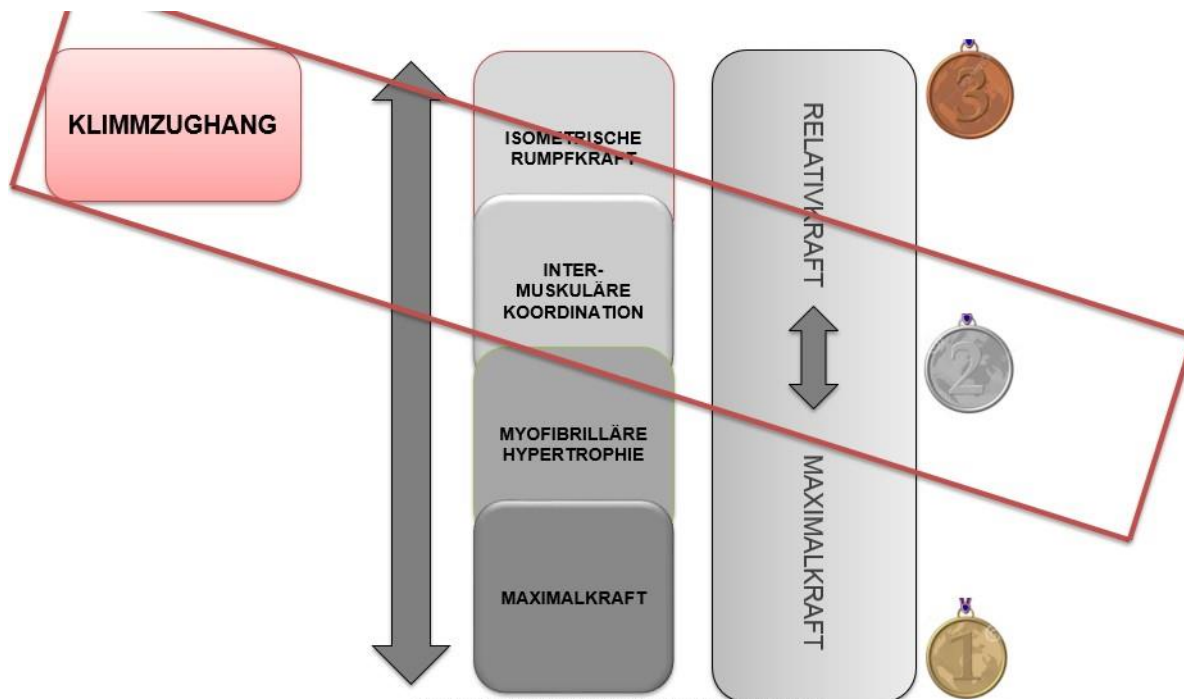 KLIMMZUGHANG
ISOMETRISCHE
RUMPFKRAFT
INTER-
MUSKULÄRE
KOORDINATION
MYOFIBRILLÄRE
HYPERTROPHIE
MAXIMALKRAFT
RELATIVKRAFT
MAXIMALKRAFT
3
2
1